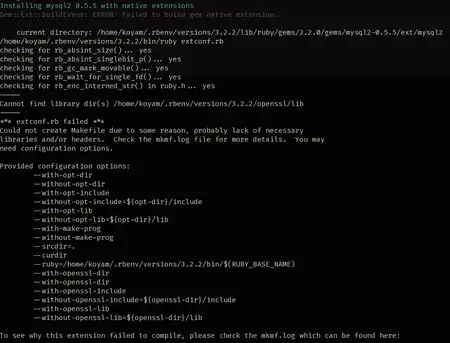 Installing mysql2 0.5.5 with native extensions
Gem::Ext::BuildError: ERROR: Failed to build gem native extension.
current directory: /home/koyam/.rbenv/versions/3.2.2/lib/ruby/gems/3.2.0/gems/mysql2-0.5.5/ext/mysql2
/home/koyam/.rbenv/versions/3.2.2/bin/ruby extconf.rb
checking for rb_absint_size()... yes
checking for rb_absint_singlebit_p()... yes
checking for rb_gc_mark_movable()... yes
checking for rb_wait_for_single_fd()... yes
checking for rb_enc_interned_str() in ruby.h... yes
-----
Cannot find library dir(s) /home/koyam/.rbenv/versions/3.2.2/openssl/lib
-----
*** extconf.rb failed ***
Could not create Makefile due to some reason, probably lack of necessary
libraries and/or headers.  Check the mkmf.log file for more details.  You may
need configuration options.
Provided configuration options:
--with-opt-dir
--without-opt-dir
--with-opt-include
--without-opt-include=${opt-dir}/include
--with-opt-lib
--without-opt-lib=${opt-dir}/lib
--with-make-prog
--without-make-prog
--srcdir=.
--curdir
--ruby=/home/koyam/.rbenv/versions/3.2.2/bin/$(RUBY_BASE_NAME)
--with-openssl-dir
--without-openssl-dir
--with-openssl-include
--without-openssl-include=${openssl-dir}/include
--with-openssl-lib
--without-openssl-lib=${openssl-dir}/lib
To see why this extension failed to compile, please check the mkmf.log which can be found here: